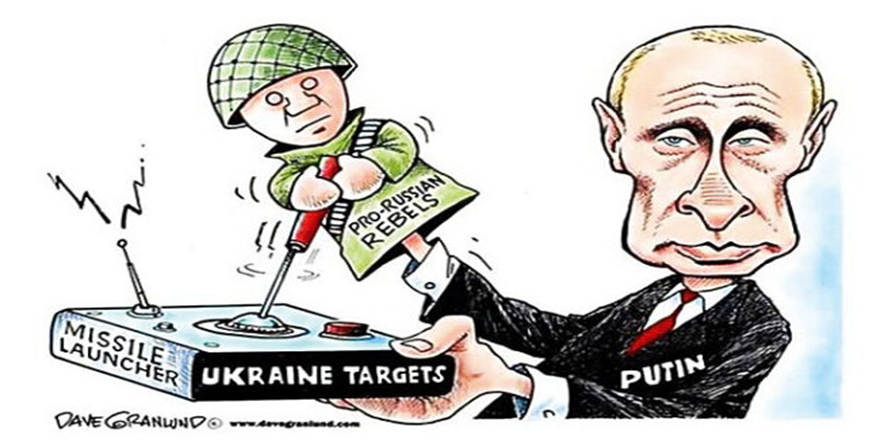 PRO-RUSSIAN
REBELS
MISSILE
LAUNCHER
UKRAINE TARGETS
PUTIN
DAVE GRANLUND © www.davegranlund.com